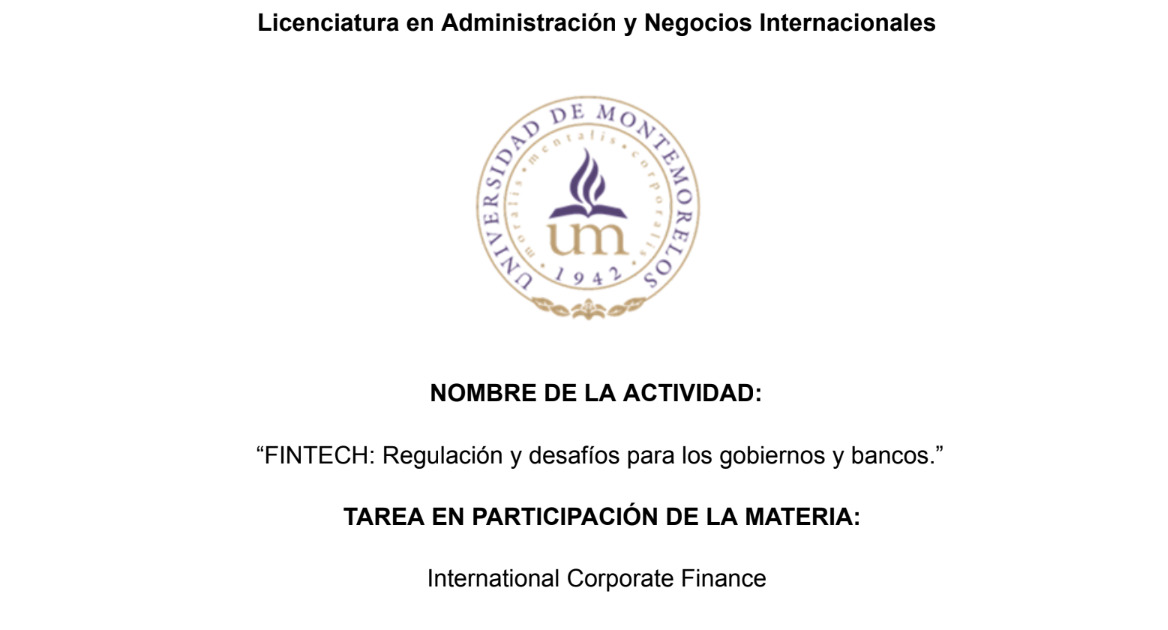 Licenciatura en Administración y Negocios Internacionales
UNIVERSIDAD DE MONTEMORELOS
moralis • mentalis • corporalis
um
• 1942 •
NOMBRE DE LA ACTIVIDAD:
“FINTECH: Regulación y desafíos para los gobiernos y bancos.”
TAREA EN PARTICIPACIÓN DE LA MATERIA:
International Corporate Finance